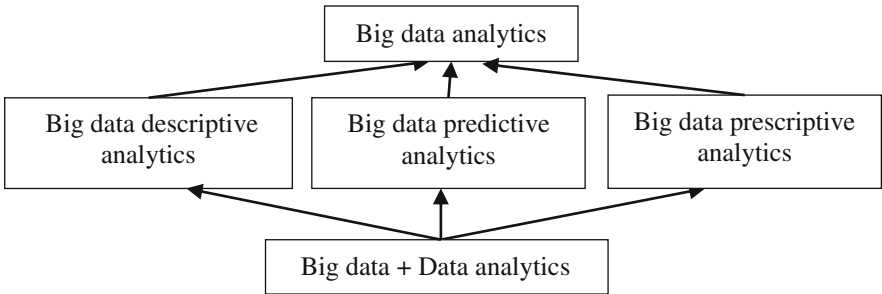 Big data analytics
Big data descriptive
analytics
Big data predictive
analytics
Big data prescriptive
analytics
Big data + Data analytics